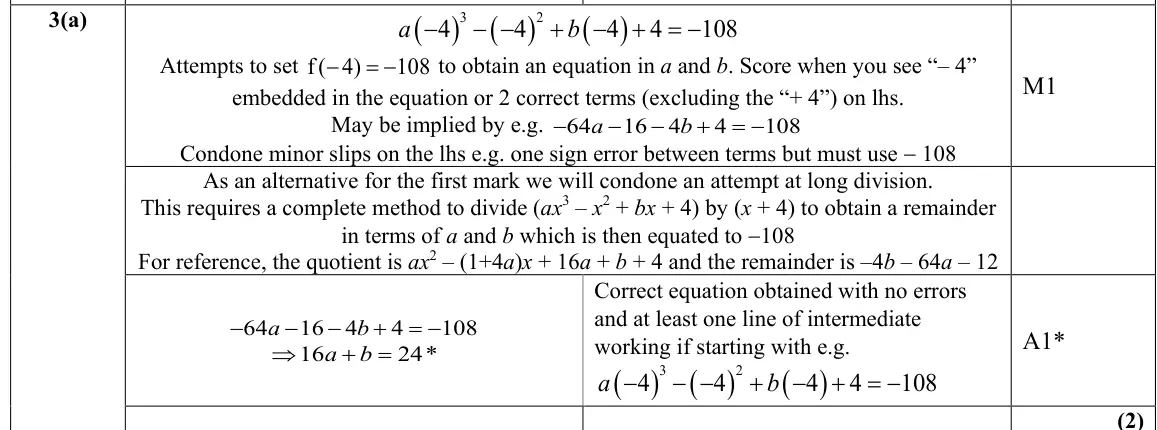 3(a)
a(−4)³ −(−4)² + b(−4) + 4 = −108
Attempts to set f(−4) = −108 to obtain an equation in a and b. Score when you see “– 4”
embedded in the equation or 2 correct terms (excluding the “+ 4”) on lhs.
May be implied by e.g. −64a −16 − 4b + 4 = −108
Condone minor slips on the lhs e.g. one sign error between terms but must use − 108
M1
As an alternative for the first mark we will condone an attempt at long division.
This requires a complete method to divide (ax³ – x² + bx + 4) by (x + 4) to obtain a remainder
in terms of a and b which is then equated to −108
For reference, the quotient is ax² – (1+4a)x + 16a + b + 4 and the remainder is –4b – 64a – 12
−64a −16 − 4b + 4 = −108
⇒16a + b = 24 *
Correct equation obtained with no errors
and at least one line of intermediate
working if starting with e.g.
a(−4)³ −(−4)² + b(−4) + 4 = −108
A1*
(2)